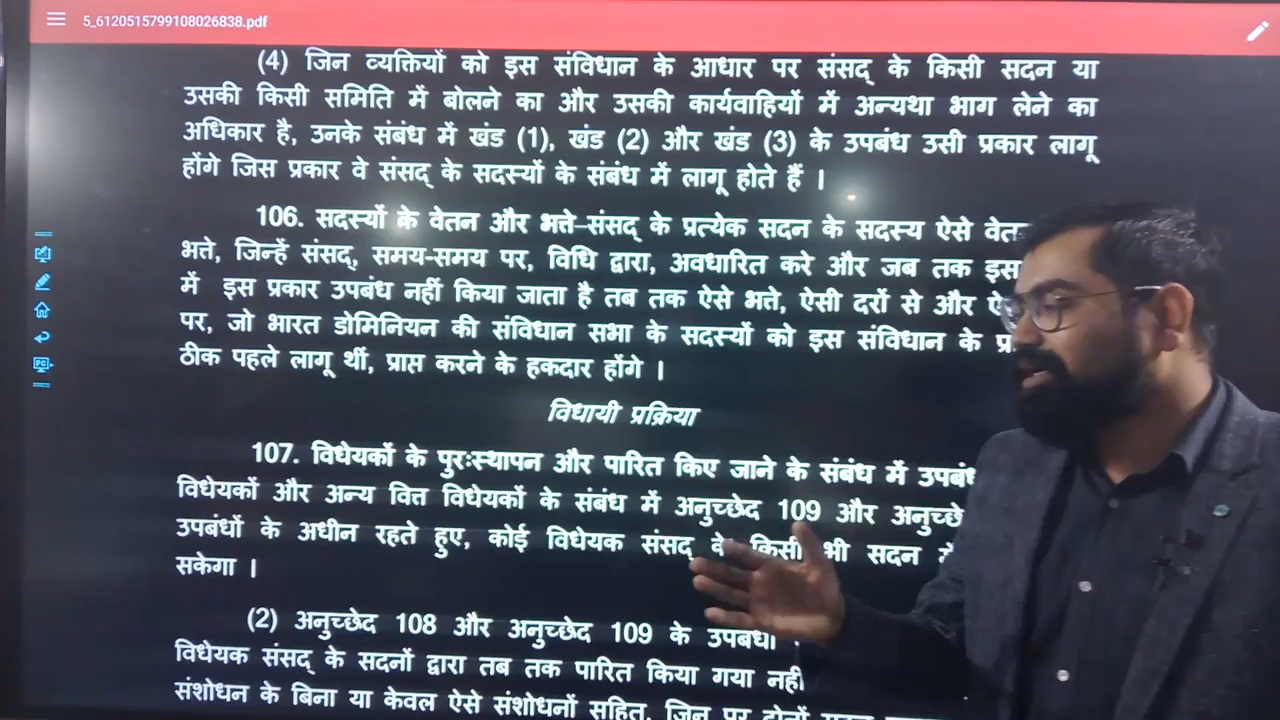 5_6120515799108026838.pdf
(4) जिन व्यक्तियों को इस संविधान के आधार पर संसद् के किसी सदन या
उसकी किसी समिति में बोलने का और उसकी कार्यवाहियों में अन्यथा भाग लेने का
अधिकार है, उनके संबंध में खंड (1), खंड (2) और खंड (3) के उपबंध उसी प्रकार लागू
होंगे जिस प्रकार वे संसद् के सदस्यों के संबंध में लागू होते हैं ।
106. सदस्यों के वेतन और भत्ते–संसद् के प्रत्येक सदन के सदस्य ऐसे
भत्ते, जिन्हें संसद्, समय-समय पर, विधि द्वारा, अवधारित करे और जब तक इस
में इस प्रकार उपबंध नहीं किया जाता है तब तक ऐसे भत्ते, ऐसी दरों से और
पर, जो भारत डोमिनियन की संविधान सभा के सदस्यों को इस संविधान के
ठीक पहले लागू थीं, प्राप्त करने के हकदार होंगे ।
विधायी प्रक्रिया
107. विधेयकों के पुरःस्थापन और पारित किए जाने के संबंध में
विधेयकों और अन्य वित्त विधेयकों के संबंध में अनुच्छेद 109 और
उपबंधों के अधीन रहते हुए, कोई विधेयक संसद् के किसी भी सदन
सकेगा ।
(2) अनुच्छेद 108 और अनुच्छेद 109 के
विधेयक संसद् के सदनों द्वारा तब तक पारित किया गया नहीं
संशोधन के बिना या केवल ऐसे संशोधनों सहित, जिन पर दोनों